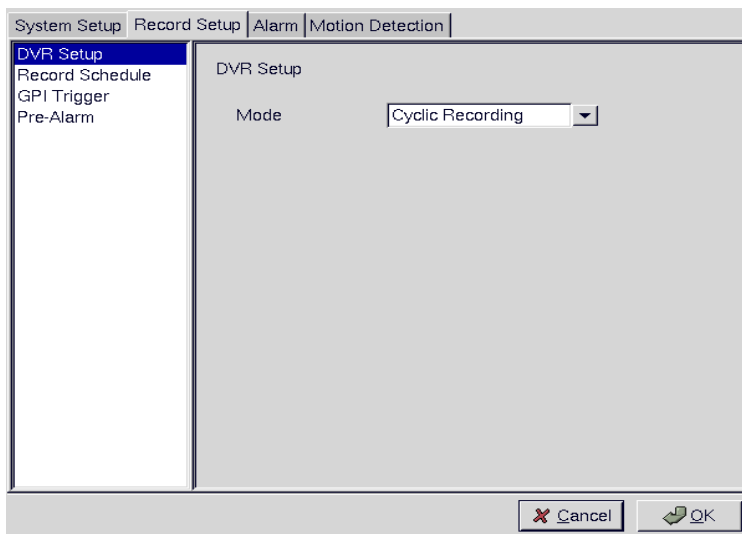 System Setup Record Setup Alarm Motion Detection
DVR Setup
Record Schedule
GPI Trigger
Pre-Alarm
DVR Setup
Mode Cyclic Recording
Cancel OK